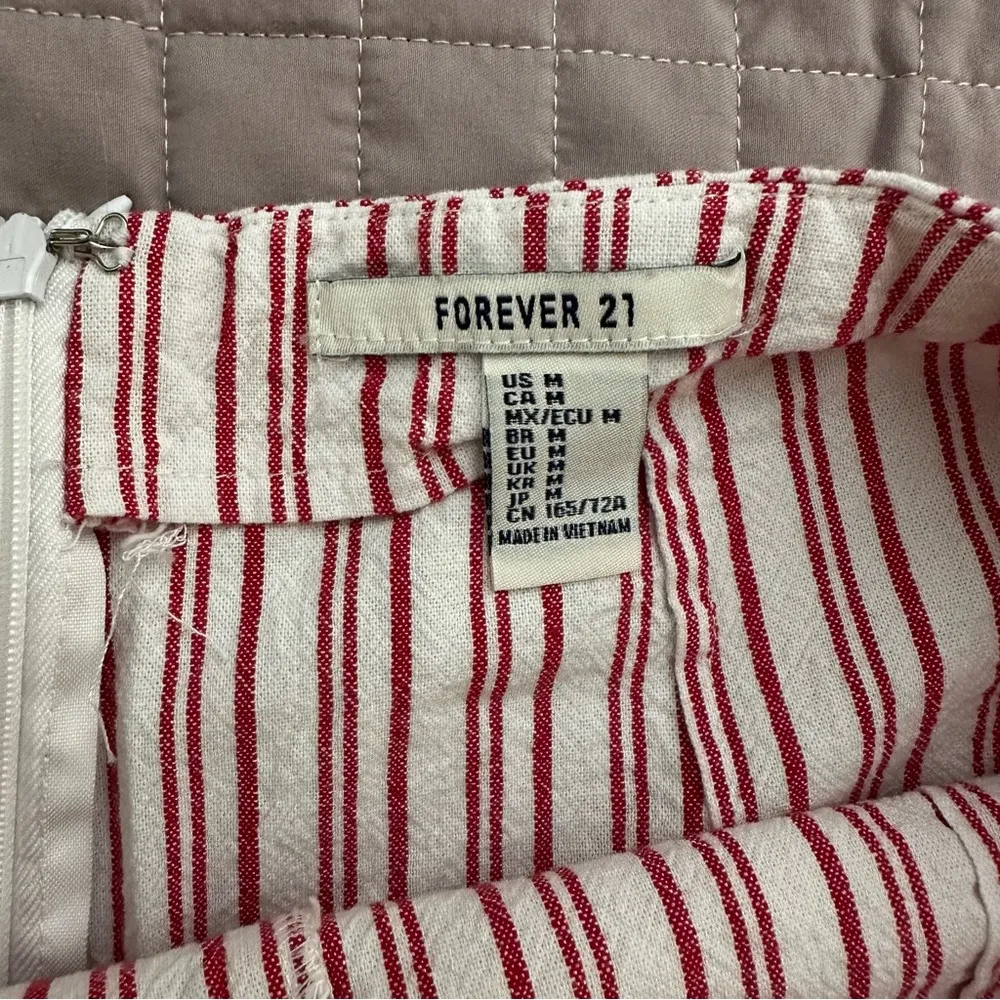 FOREVER 21
US M
CA M
MX/ECU M
BR M
EU M
UK M
KR M
JP M
CN 165/72A
MADE IN VIETNAM